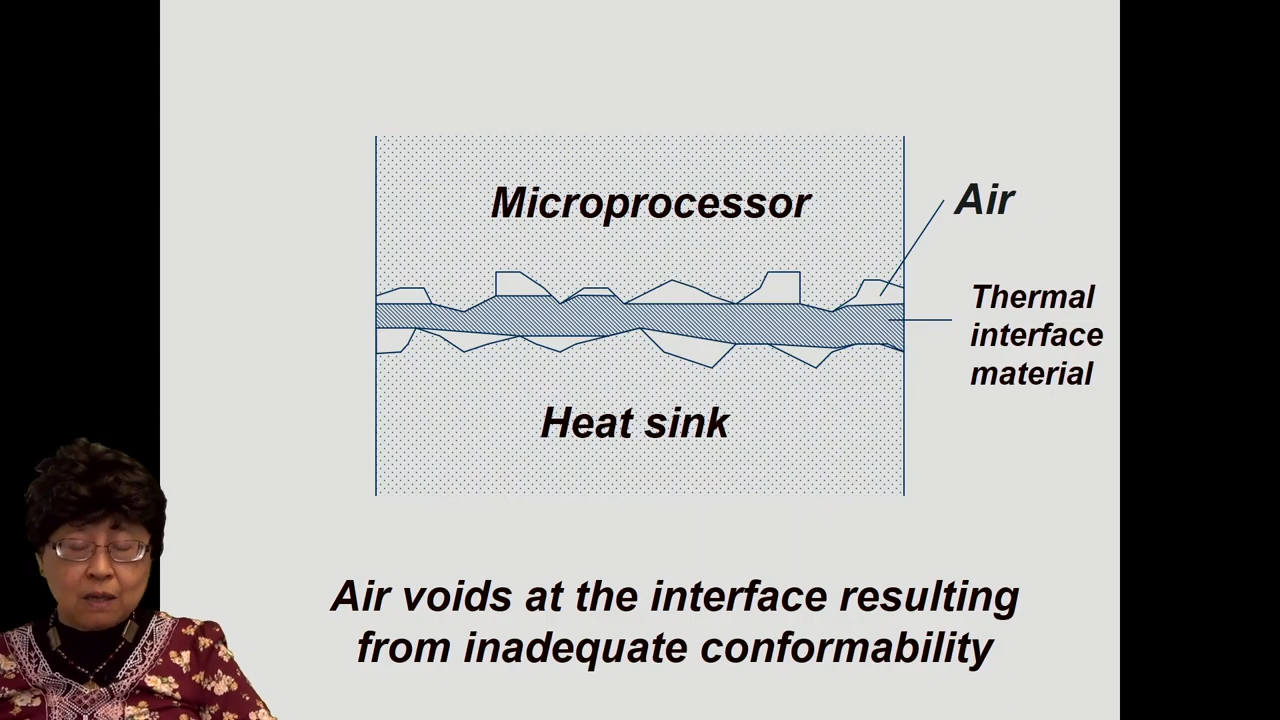 Microprocessor
Air
Thermal
interface
material
Heat sink
Air voids at the interface resulting
from inadequate conformability